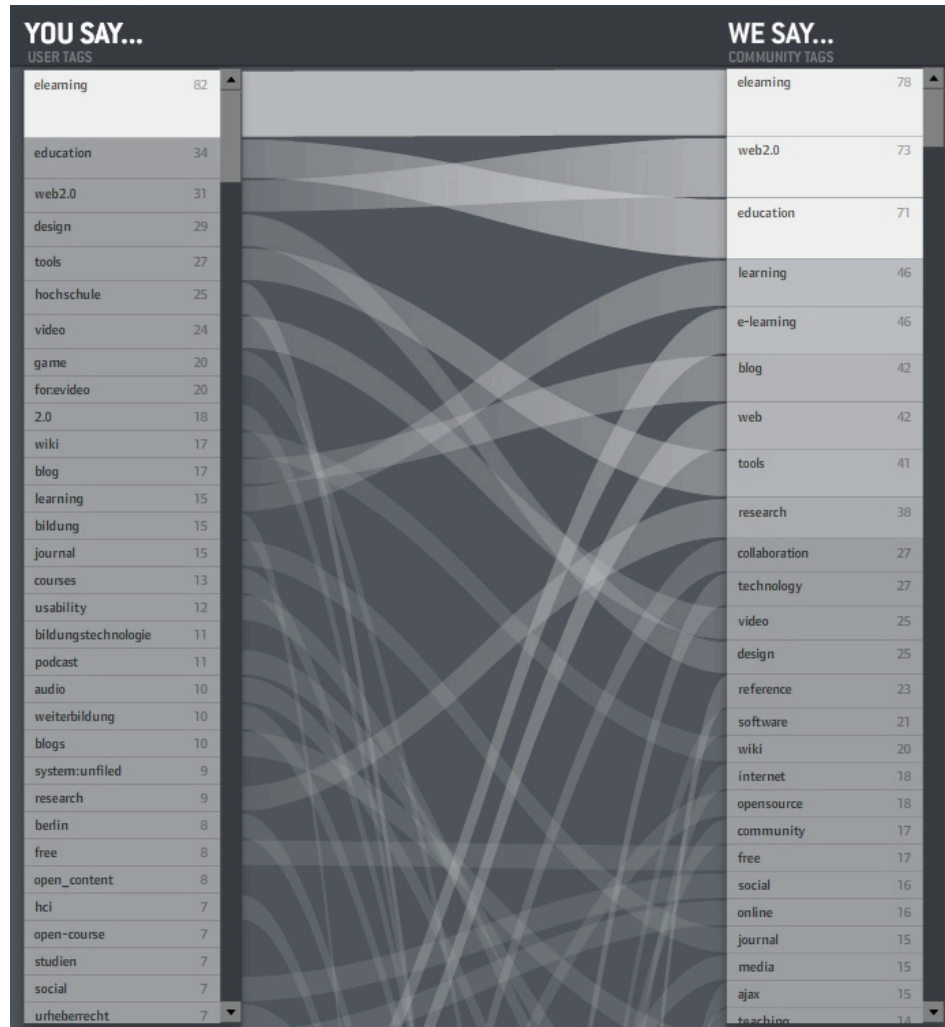 YOU SAY...
USER TAGS
elearning 82
education 34
web2.0 31
design 29
tools 27
hochschule 25
video 24
game 20
for:evideo 20
2.0 18
wiki 17
blog 17
learning 15
bildung 15
journal 15
courses 13
usability 12
bildungstechnologie 11
podcast 11
audio 10
weiterbildung 10
blogs 10
system:unfiled 9
research 9
berlin 8
free 8
open_content 8
hci 7
open-course 7
studien 7
social 7
urheberrecht 7
WE SAY...
COMMUNITY TAGS
elearning 78
web2.0 73
education 71
learning 46
e-learning 46
blog 42
web 42
tools 41
research 38
collaboration 27
technology 27
video 25
design 25
reference 23
software 21
wiki 20
internet 18
opensource 18
community 17
free 17
social 16
online 16
journal 15
media 15
ajax 15
teaching 14